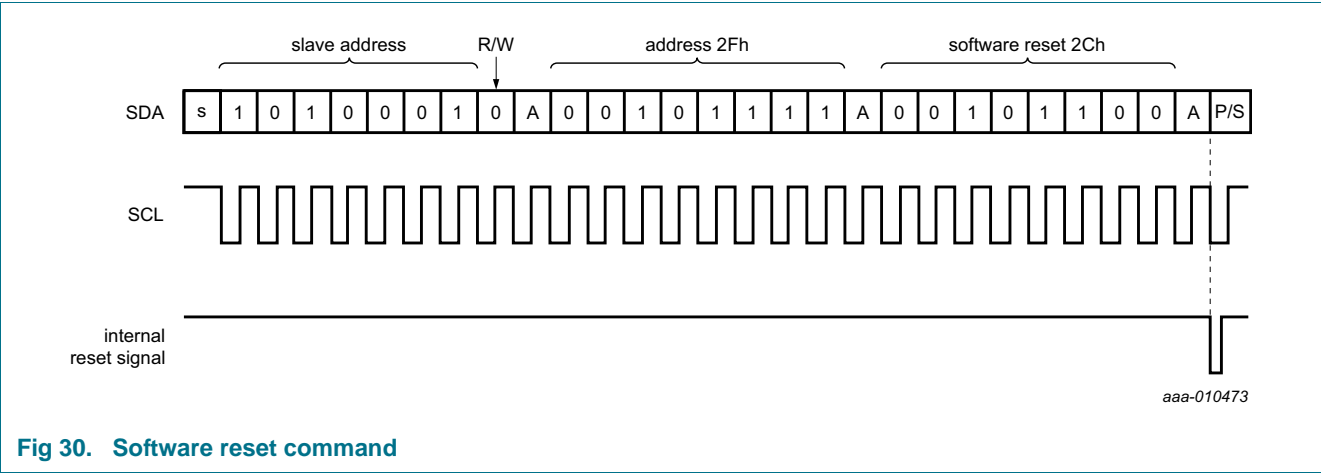 slave address R/W address 2Fh software reset 2Ch
SDA s 1 0 1 0 0 0 1 0 A 0 0 1 0 1 1 1 1 A 0 0 1 0 1 1 0 0 A P/S
SCL
internal
reset signal
aaa-010473
Fig 30. Software reset command